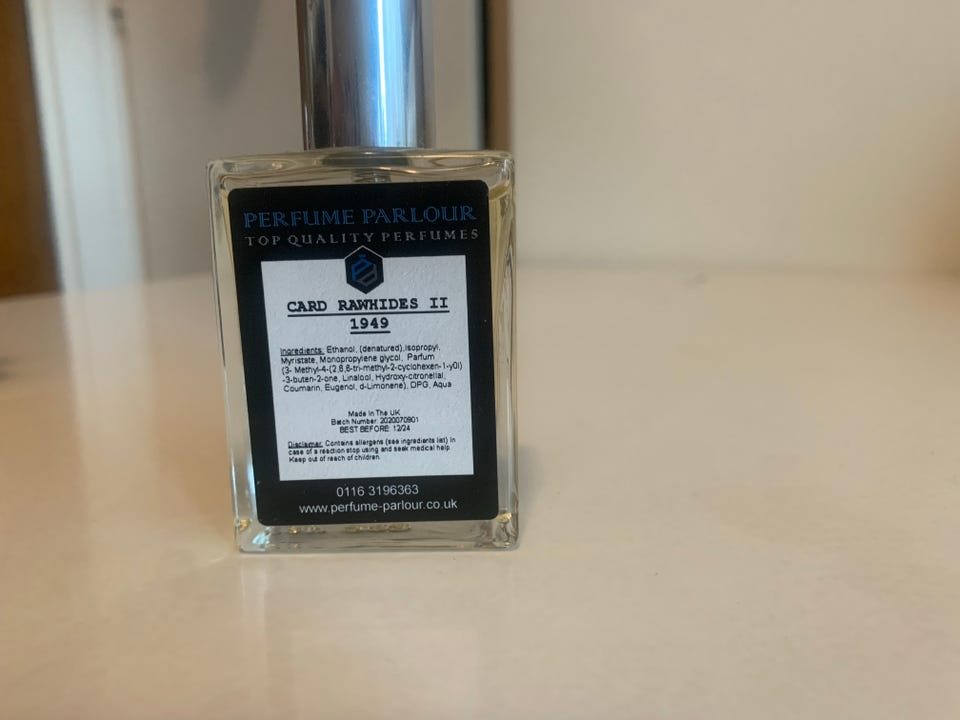 PERFUME PARLOUR
TOP QUALITY PERFUMES
CARD RAWHIDES II
1949
Ingredients: Ethanol, (denatured),Isopropyl,
Myristate, Monopropylene glycol, Parfum
(3- Methyl-4-(2,6,6-tri-methyl-2-cyclohexen-1-y0l)
-3-buten-2-one, Linalool, Hydroxy-citronellal,
Coumarin, Eugenol, d-Limonene), DPG, Aqua
Made In The UK
Batch Number: 2020070901
BEST BEFORE: 12/24
Disclaimer: Contains allergens (see ingredients list) In
case of a reaction stop using and seek medical help.
Keep out of reach of children.
0116 3196363
www.perfume-parlour.co.uk